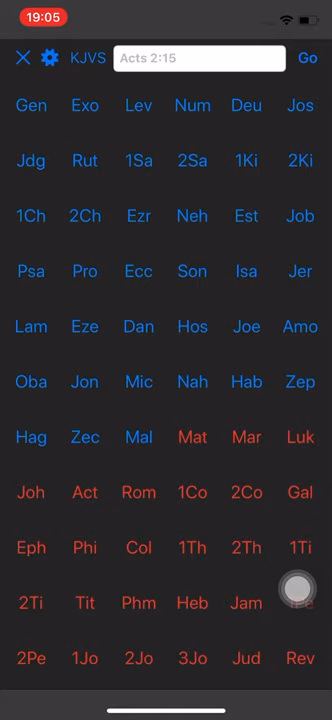 19:05
KJVS Acts 2:15 Go
Gen Exo Lev Num Deu Jos
Jdg Rut 1Sa 2Sa 1Ki 2Ki
1Ch 2Ch Ezr Neh Est Job
Psa Pro Ecc Son Isa Jer
Lam Eze Dan Hos Joe Amo
Oba Jon Mic Nah Hab Zep
Hag Zec Mal Mat Mar Luk
Joh Act Rom 1Co 2Co Gal
Eph Phi Col 1Th 2Th 1Ti
2Ti Tit Phm Heb Jam
2Pe 1Jo 2Jo 3Jo Jud Rev